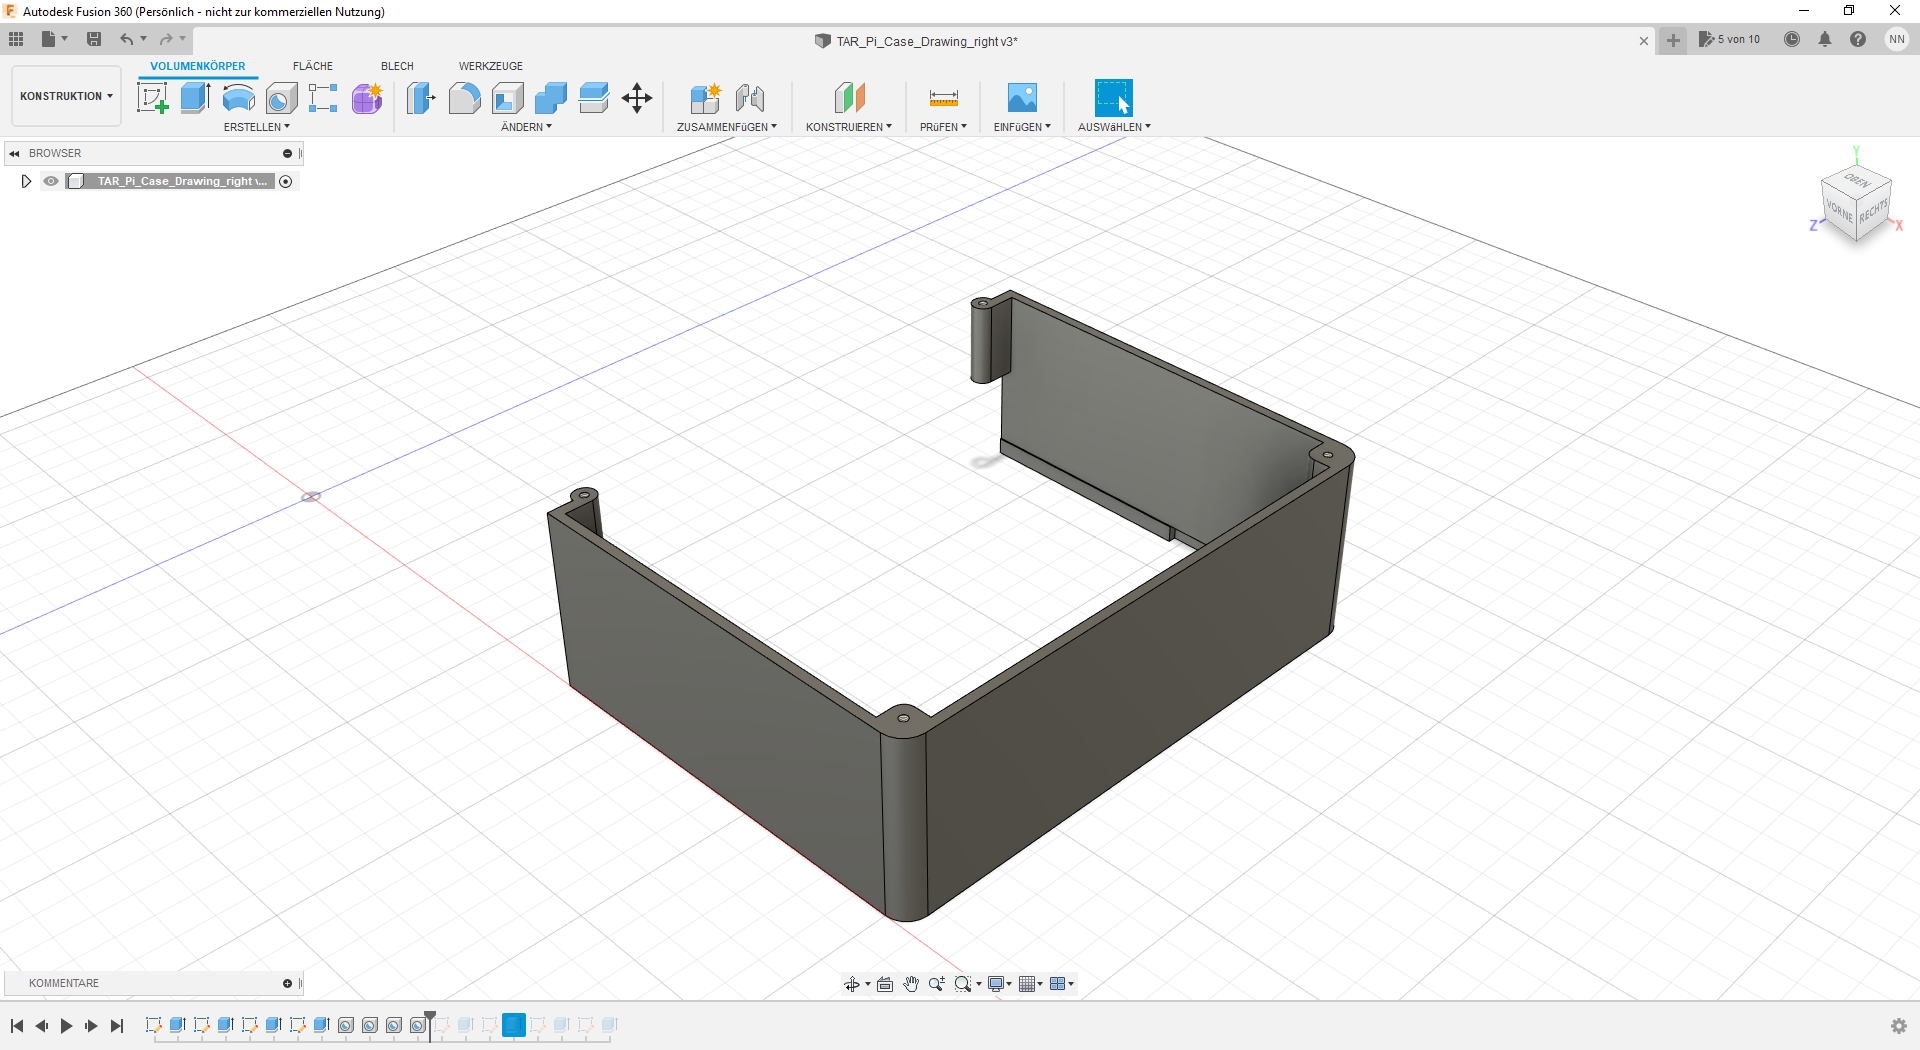 Autodesk Fusion 360 (Persönlich - nicht zur kommerziellen Nutzung)
TAR_Pi_Case_Drawing_right v3*
5 von 10
NN
KONSTRUKTION
VOLUMENKÖRPER
FLÄCHE
BLECH
WERKZEUGE
ERSTELLEN
ÄNDERN
ZUSAMMENFüGEN
KONSTRUIEREN
PRüFEN
EINFüGEN
AUSWäHLEN
BROWSER
TAR_Pi_Case_Drawing_right v...
Y
OBEN
VORNE
RECHTS
Z
X
KOMMENTARE